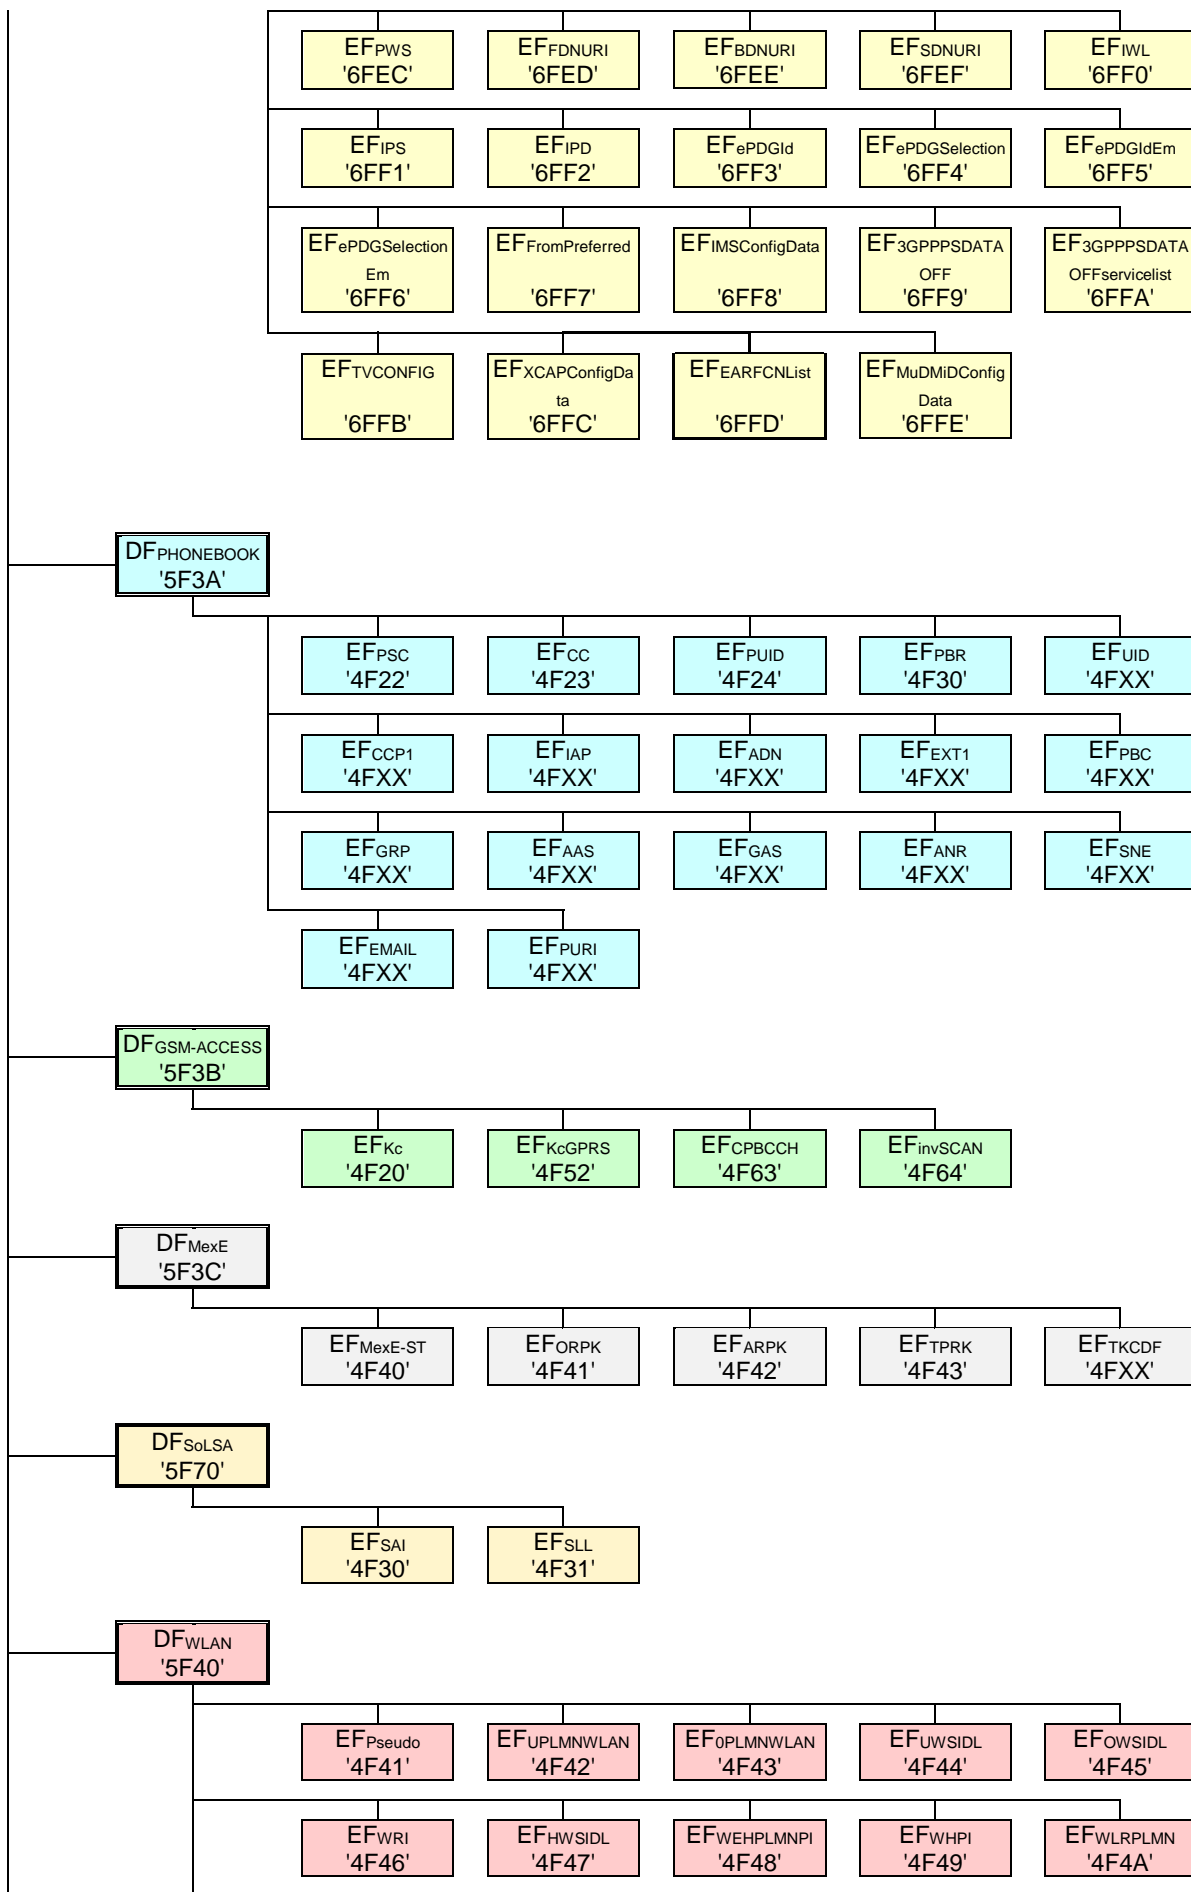 EFPWS EFFDNURI EFBDNURI EFSDNURI EFIWL
'6FEC' '6FED' '6FEE' '6FEF' '6FF0'
EFIPS EFIPD EFePDGId EFePDGSelection EFePDGIdEm
'6FF1' '6FF2' '6FF3' '6FF4' '6FF5'
EFePDGSelection EFFromPreferred EFIMSConfigData EF3GPPPSDATA EF3GPPPSDATA
Em OFF OFFservicelist
'6FF6' '6FF7' '6FF8' '6FF9' '6FFA'
EFTVCONFIG EFXCAPConfigDa EFEARFCNList EFMuDMiDConfig
ta Data
'6FFB' '6FFC' '6FFD' '6FFE'
DFPHONEBOOK
'5F3A'
EFPSC EFCC EFPUID EFPBR EFUID
'4F22' '4F23' '4F24' '4F30' '4FXX'
EFCCP1 EFIAP EFADN EFEXT1 EFPBC
'4FXX' '4FXX' '4FXX' '4FXX' '4FXX'
EFGRP EFAAS EFGAS EFANR EFSNE
'4FXX' '4FXX' '4FXX' '4FXX' '4FXX'
EFEMAIL EFPURI
'4FXX' '4FXX'
DFGSM-ACCESS
'5F3B'
EFKc EFKcGPRS EFCPBCCH EFinvSCAN
'4F20' '4F52' '4F63' '4F64'
DFMexE
'5F3C'
EFMexE-ST EFORPK EFARPK EFTPRK EFTKCDF
'4F40' '4F41' '4F42' '4F43' '4FXX'
DFSoLSA
'5F70'
EFSAI EFSLL
'4F30' '4F31'
DFWLAN
'5F40'
EFPseudo EFUPLMNWLAN EF0PLMNWLAN EFUWSIDL EFOWSIDL
'4F41' '4F42' '4F43' '4F44' '4F45'
EFWRI EFHWSIDL EFWEHPLMNPI EFWHPI EFWLRPLMN
'4F46' '4F47' '4F48' '4F49' '4F4A'